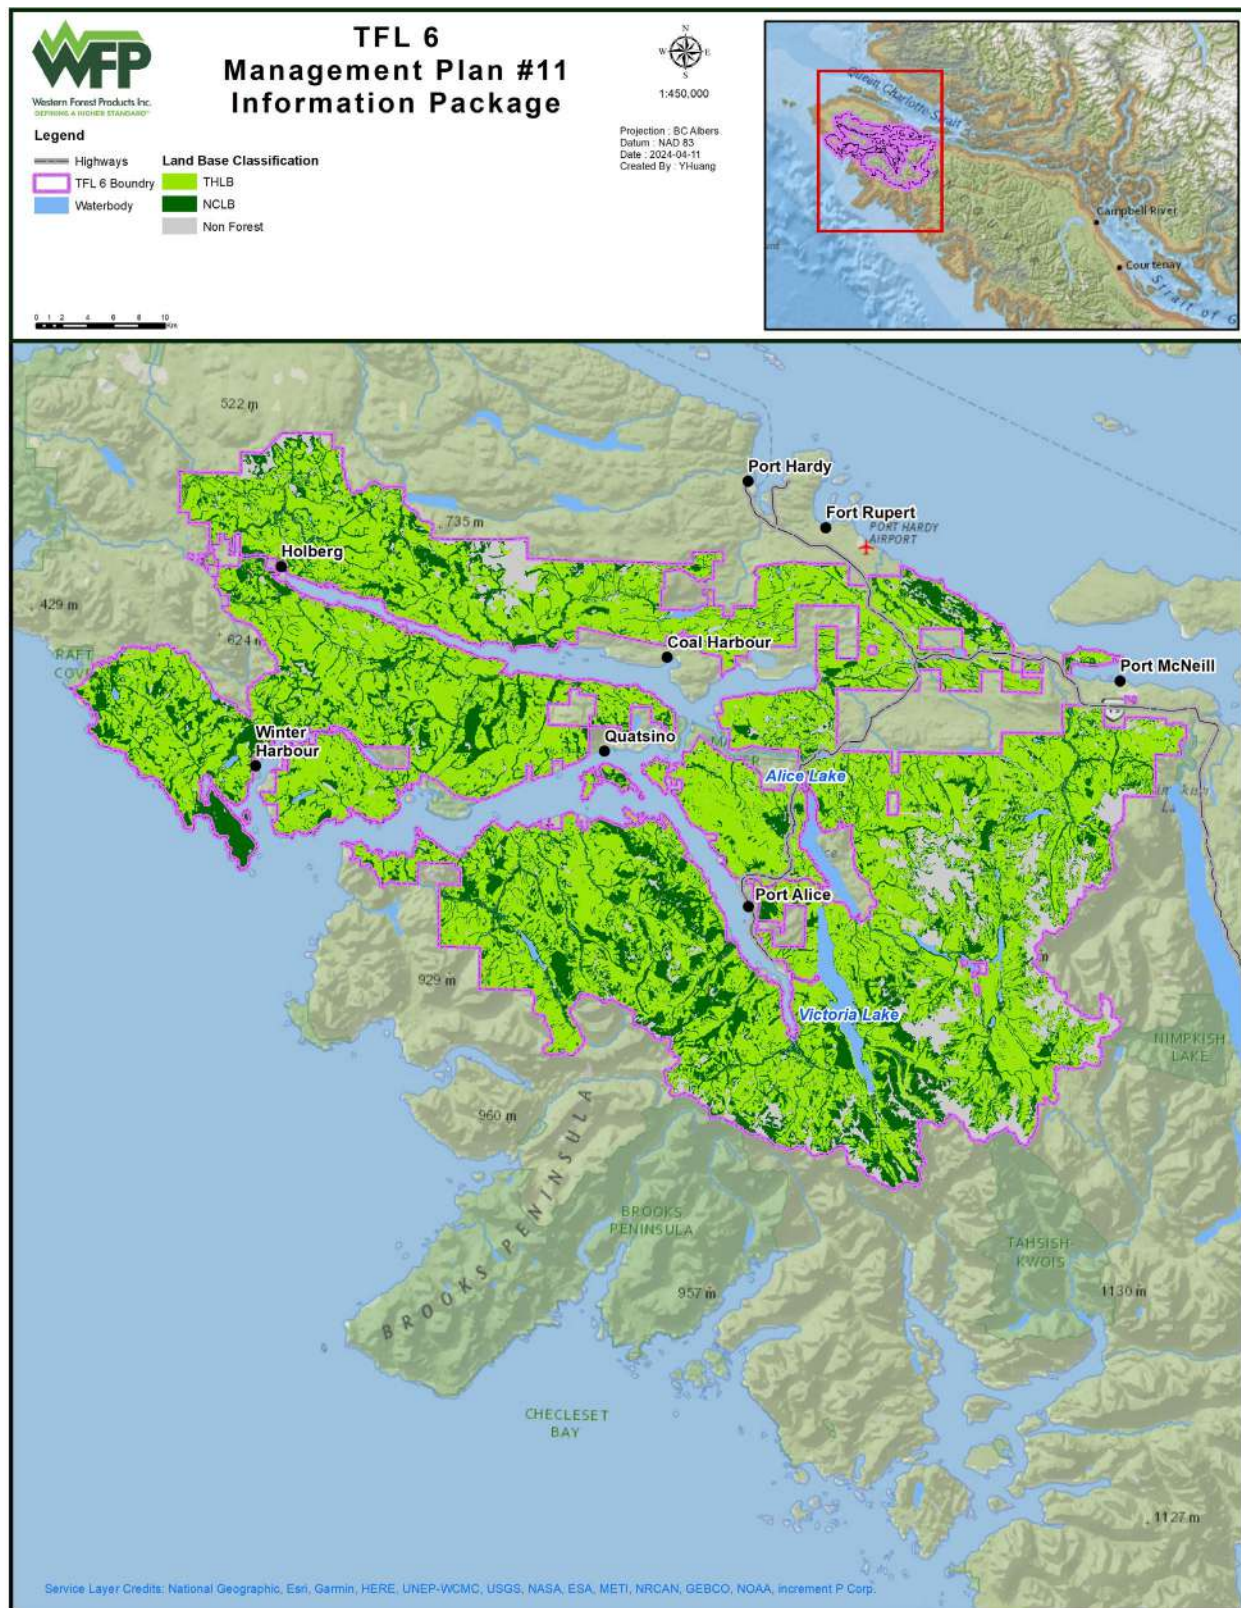 WFP
Western Forest Products Inc.
DEFINING A HIGHER STANDARD™
TFL 6
Management Plan #11
Information Package
N
W E
S
1:450,000
Projection : BC Albers
Datum : NAD 83
Date : 2024-04-11
Created By : YHuang
Legend
Highways
TFL 6 Boundry
Waterbody
Land Base Classification
THLB
NCLB
Non Forest
0 1 2 4 6 8 10
Km
Queen Charlotte Strait
Campbell River
Courtenay
Strait of G
522 m
Port Hardy
Fort Rupert
PORT HARDY
AIRPORT
735 m
Holberg
429 m
624 m
RAFT
COVE
Coal Harbour
Port McNeill
Winter
Harbour
Quatsino
Alice Lake
Port Alice
929 m
Victoria Lake
NIMPKISH
LAKE
960 m
BROOKS PENINSULA
BROOKS
PENINSULA
TAHSISH-
KWOIS
957 m
1130 m
CHECLESET
BAY
1127 m
Service Layer Credits: National Geographic, Esri, Garmin, HERE, UNEP-WCMC, USGS, NASA, ESA, METI, NRCAN, GEBCO, NOAA, increment P Corp.